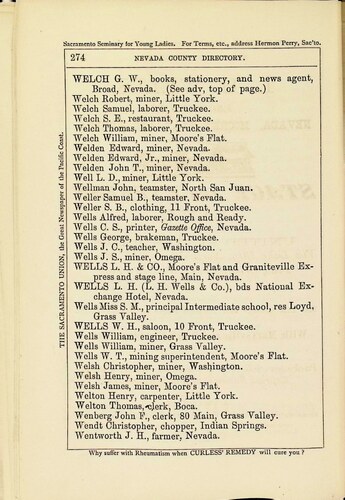 Sacramento Seminary for Young Ladies. For Terms, etc., address Hermon Perry, Sac'to.
274 NEVADA COUNTY DIRECTORY.
WELCH G. W., books, stationery, and news agent,
Broad, Nevada. (See adv, top of page.)
Welch Robert, miner, Little York.
Welch Samuel, laborer, Truckee.
Welch S. E., restaurant, Truckee.
Welch Thomas, laborer, Truckee.
Welch William, miner, Moore's Flat.
Welden Edward, miner, Nevada.
Welden Edward, Jr., miner, Nevada.
Welden John T., miner, Nevada.
Well L. D., miner, Little York.
Wellman John, teamster, North San Juan.
Weller Samuel B., teamster, Nevada.
Weller S. B., clothing, 11 Front, Truckee.
Wells Alfred, laborer, Rough and Ready.
Wells C. S., printer, Gazette Office, Nevada.
Wells George, brakeman, Truckee.
Wells J. C., teacher, Washington.
Wells J. S., miner, Omega.
WELLS L. H. & CO., Moore's Flat and Graniteville Ex-
press and stage line, Main, Nevada.
WELLS L. H. (L. H. Wells & Co.), bds National Ex-
change Hotel, Nevada.
Wells Miss S. M., principal Intermediate school, res Loyd,
Grass Valley.
WELLS W. H., saloon, 10 Front, Truckee.
Wells William, engineer, Truckee.
Wells William, miner, Grass Valley.
Wells W. T., mining superintendent, Moore's Flat.
Welsh Christopher, miner, Washington.
Welsh Henry, miner, Omega.
Welsh James, miner, Moore's Flat.
Welton Henry, carpenter, Little York.
Welton Thomas, clerk, Boca.
Wenberg John F., clerk, 80 Main, Grass Valley.
Wendt Christopher, chopper, Indian Springs.
Wentworth J. H., farmer, Nevada.
Why suffer with Rheumatism when CURLESS' REMEDY will cure you?
THE SACRAMENTO UNION, the Great Newspaper of the Pacific Coast.